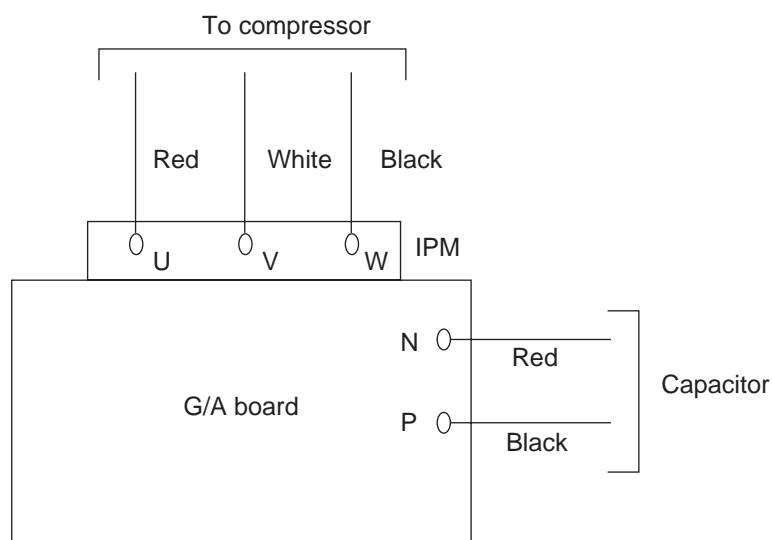 To compressor
Red White Black
U V W IPM
N
Red
Capacitor
G/A board
P
Black